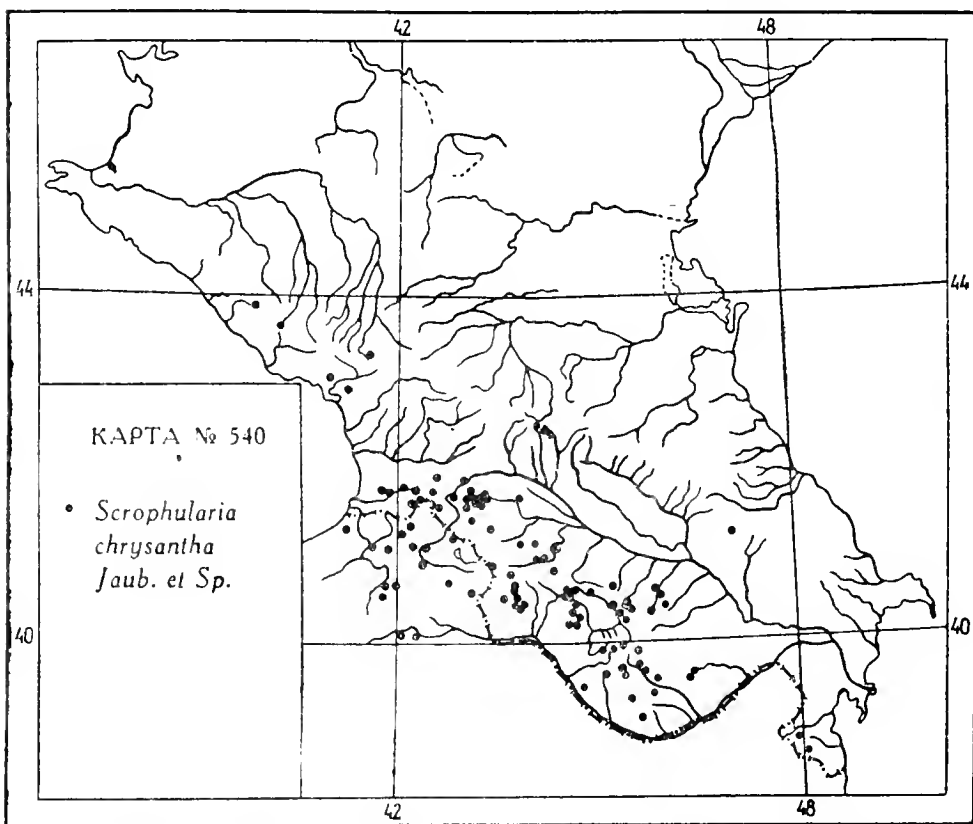 42 48
44 44
КАРТА № 540
Scrophularia
chrysantha
Jaub. et Sp.
40 40
42 48